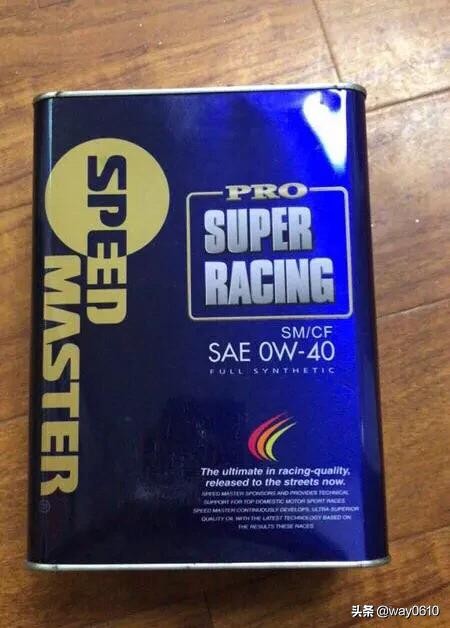 SPEED
MASTER
®
PRO
SUPER
RACING
SM/CF
SAE 0W-40
FULL SYNTHETIC
The ultimate in racing-quality,
released to the streets now.
SPEED MASTER SPONSORS AND PROVIDES TECHNICAL
SUPPORT FOR TOP DOMESTIC MOTOR SPORT RACES
SPEED MASTER CONTINUOUSLY DEVELOPS, ULTRA-SUPERIOR
QUALITY OIL WITH THE LATEST TECHNOLOGY BASED ON
THE RESULTS THESE RACES
头条 @way0610